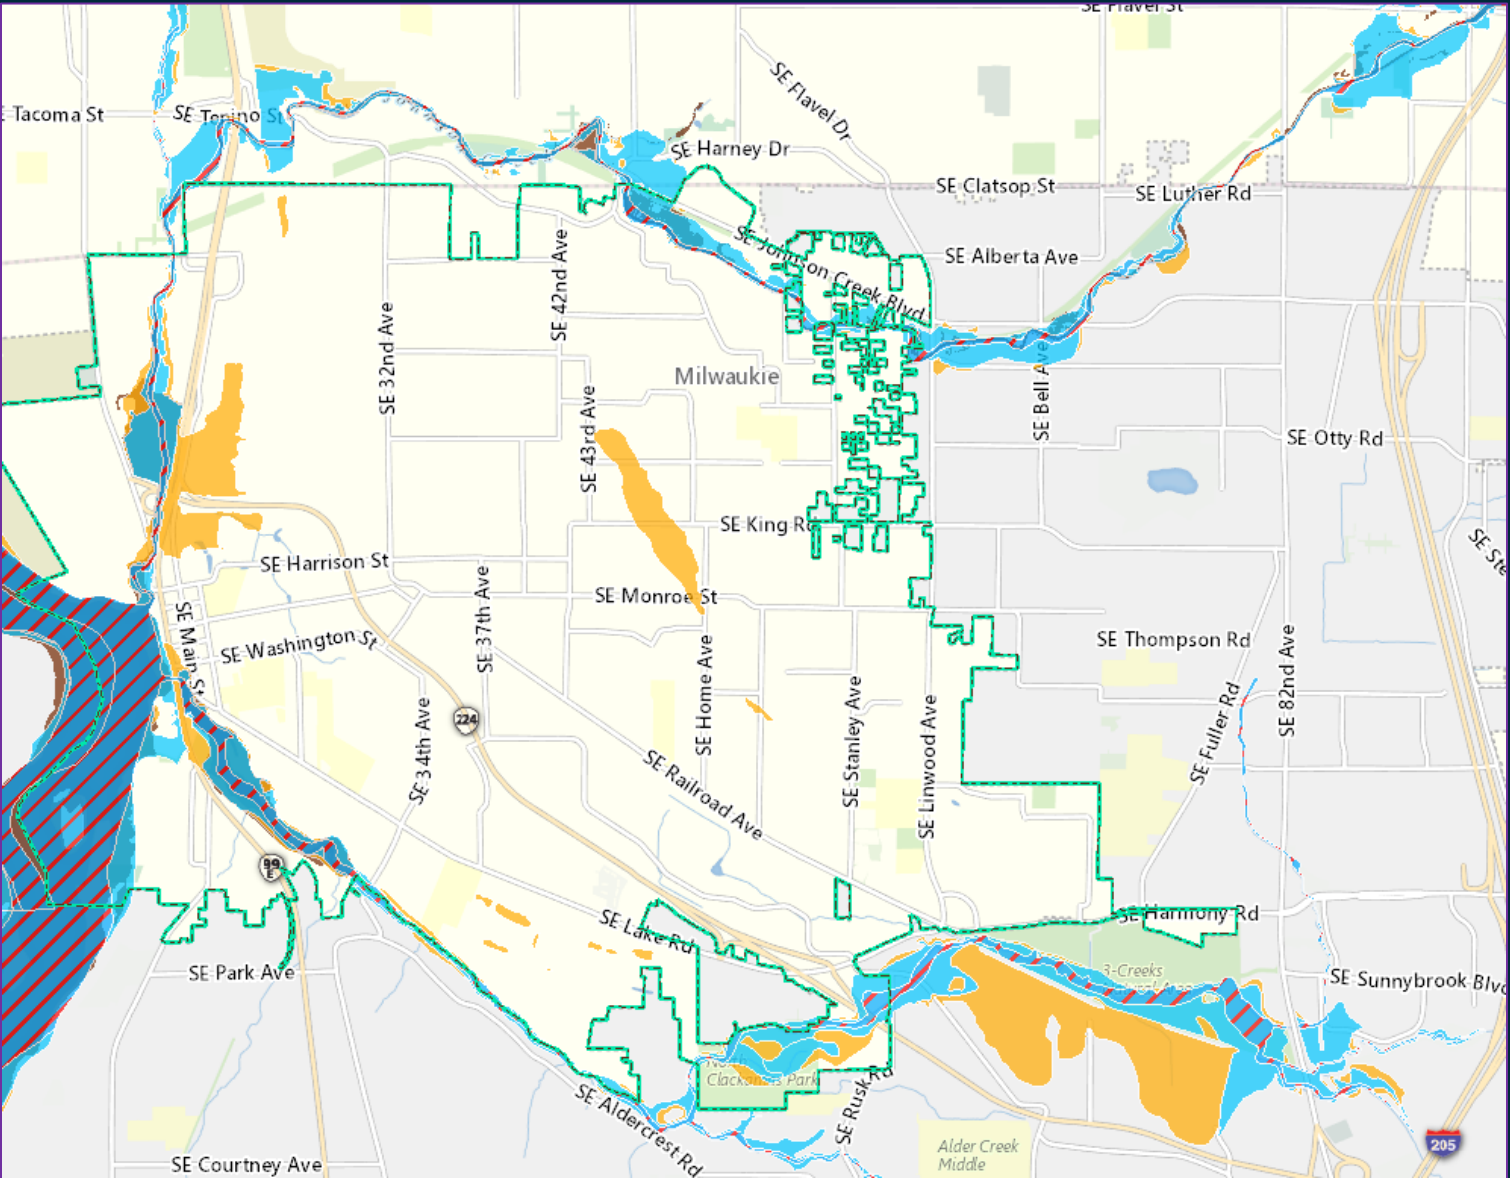 SE Flavel St
SE Flavel Dr
E Tacoma St
SE Tenino St
Johnson
SE Harney Dr
SE Clatsop St
SE Luther Rd
SE Johnson Creek Blvd
SE Alberta Ave
SE 42nd Ave
SE 32nd Ave
Milwaukie
SE Bell Ave
SE 43rd Ave
SE Otty Rd
SE King Rd
SE Harrison St
SE Monroe St
SE 37th Ave
SE Main St
SE Washington St
SE Thompson Rd
SE 82nd Ave
SE Home Ave
SE Stanley Ave
SE Linwood Ave
SE Fuller Rd
224
SE 34th Ave
SE Railroad Ave
99
E
SE Lake Rd
SE Harmony Rd
SE Park Ave
3-Creeks
Natural Area
SE Sunnybrook Blvd
North
Clackamas Park
SE Rusk Rd
SE Aldercrest Rd
SE Courtney Ave
Alder Creek
Middle
205